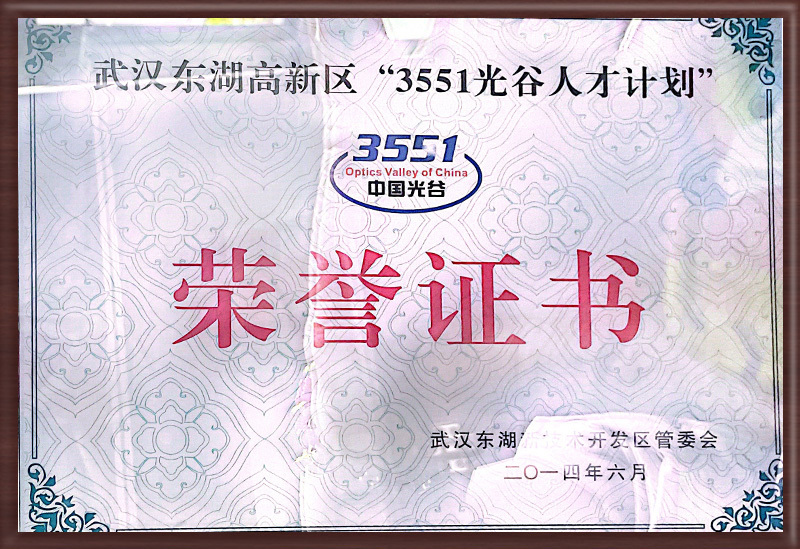 武汉东湖高新区“3551光谷人才计划”
3551
Optics Valley of China
中国光谷
荣誉证书
武汉东湖新技术开发区管委会
二〇一四年六月